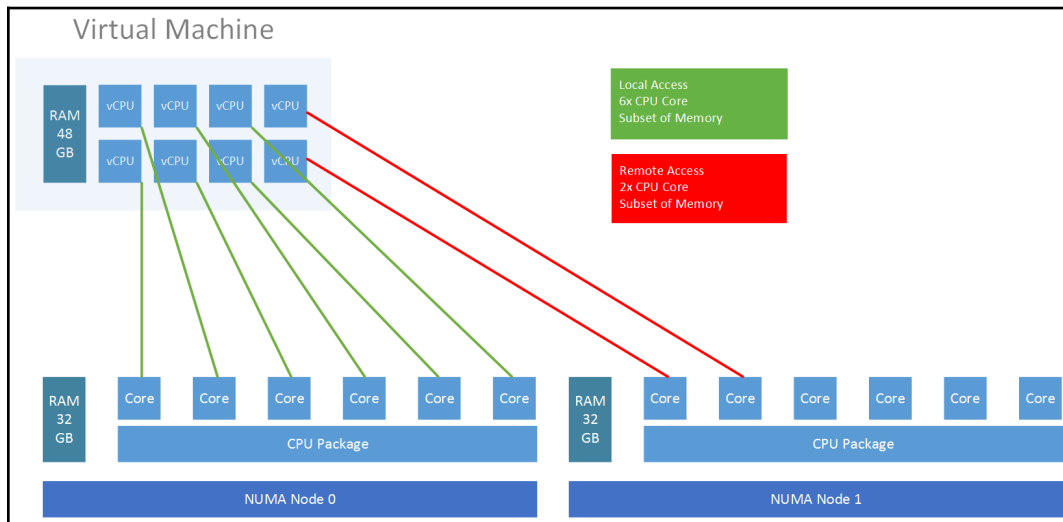 Virtual Machine
RAM
48
GB
vCPU
vCPU
vCPU
vCPU
vCPU
vCPU
vCPU
vCPU
Local Access
6x CPU Core
Subset of Memory
Remote Access
2x CPU Core
Subset of Memory
RAM
32
GB
Core
Core
Core
Core
Core
Core
CPU Package
NUMA Node 0
RAM
32
GB
Core
Core
Core
Core
Core
Core
CPU Package
NUMA Node 1